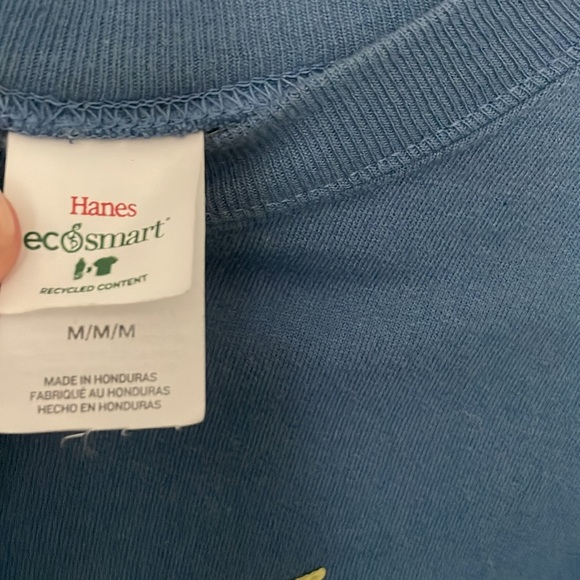 Hanes
ecosmart
RECYCLED CONTENT
M/M/M
MADE IN HONDURAS
FABRIQUÉ AU HONDURAS
HECHO EN HONDURAS